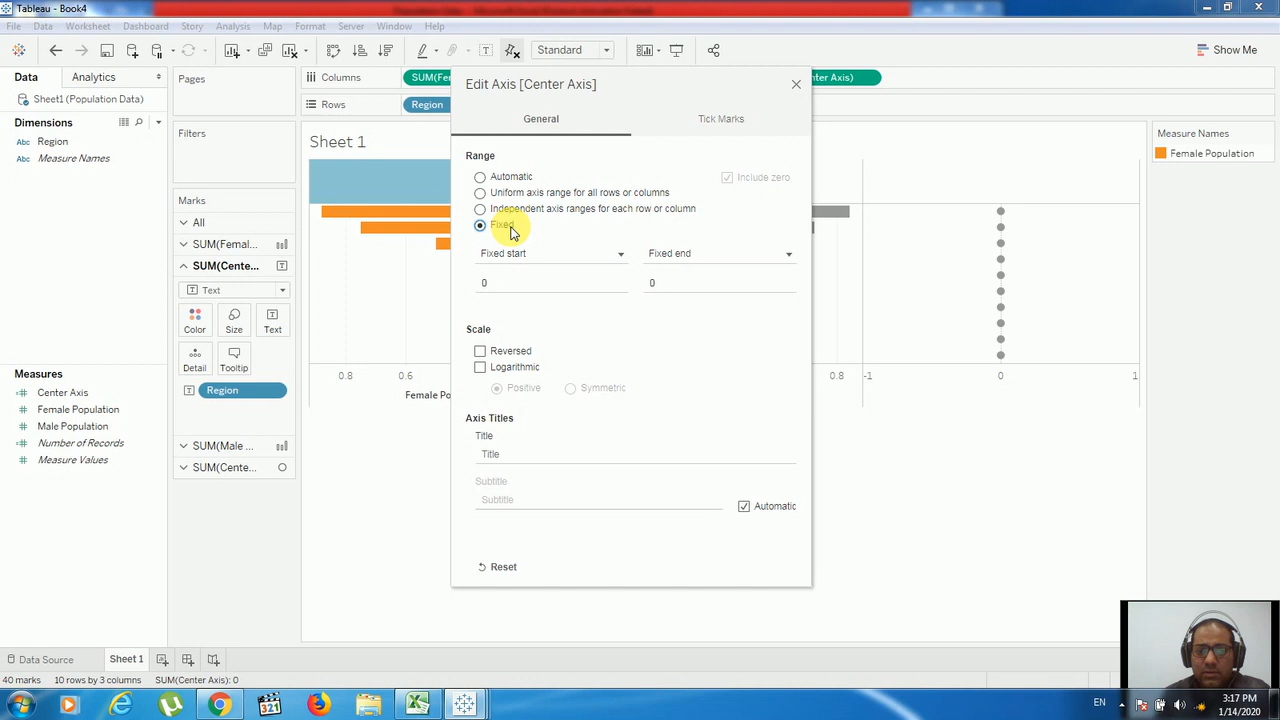 Tableau - Book4
File Data Worksheet Dashboard Story Analysis Map Format Server Window Help
Standard
Show Me
Data
Analytics
Sheet1 (Population Data)
Dimensions
Abc Region
Abc Measure Names
Measures
Center Axis
Female Population
Male Population
Number of Records
Measure Values
Pages
Filters
Marks
All
SUM(Femal..
SUM(Cente...
Text
Color Size Text
Detail Tooltip
Region
SUM(Male ...
SUM(Cente...
Columns
SUM(Fe
ter Axis)
Rows
Region
Sheet 1
0.8 0.6
Female Po
0.8 -1 0 1
Edit Axis [Center Axis]
General
Tick Marks
Range
Automatic
Include zero
Uniform axis range for all rows or columns
Independent axis ranges for each row or column
Fixed
Fixed start
Fixed end
0
0
Scale
Reversed
Logarithmic
Positive Symmetric
Axis Titles
Title
Title
Subtitle
Subtitle
Automatic
Reset
Measure Names
Female Population
Data Source
Sheet 1
40 marks 10 rows by 3 columns SUM(Center Axis): 0
321
EN
3:17 PM
1/14/2020